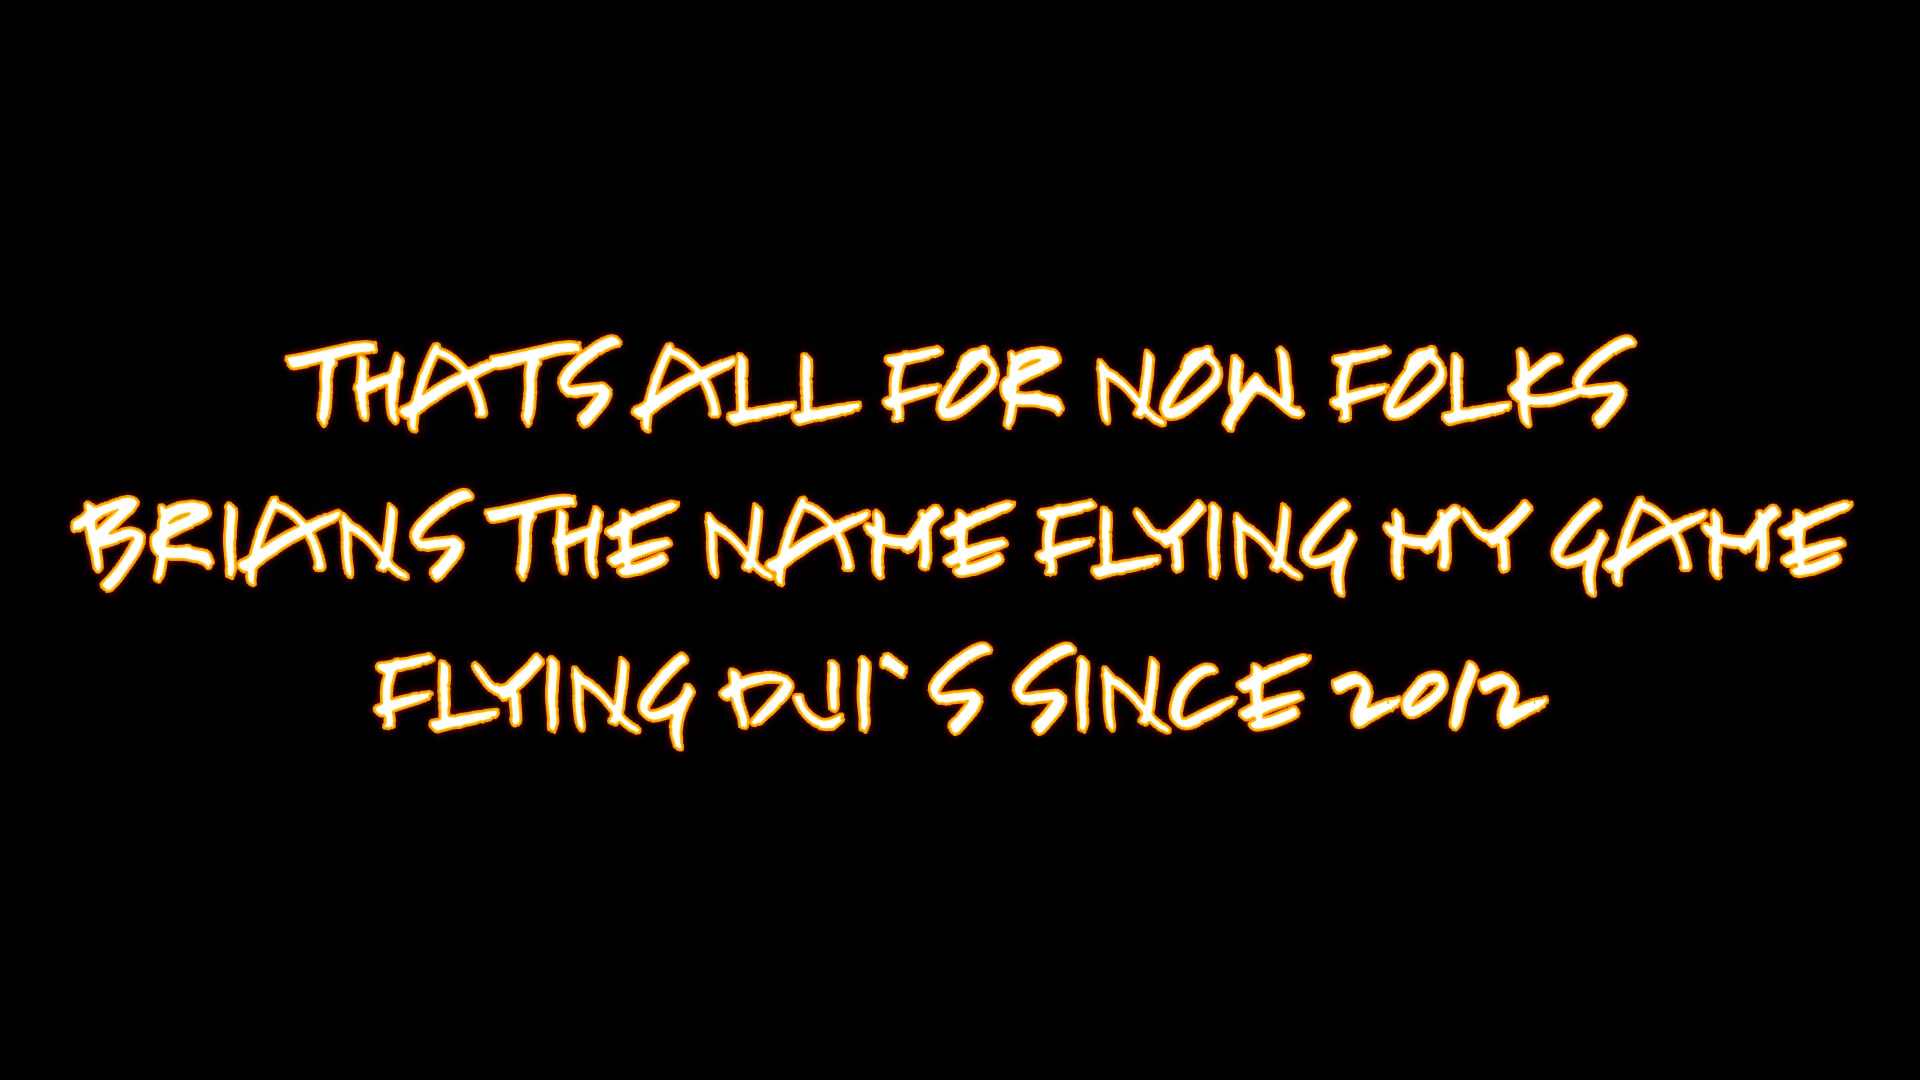 THATS ALL FOR NOW FOLKS
BRIANS THE NAME FLYING MY GAME
FLYING DJI`S SINCE 2012